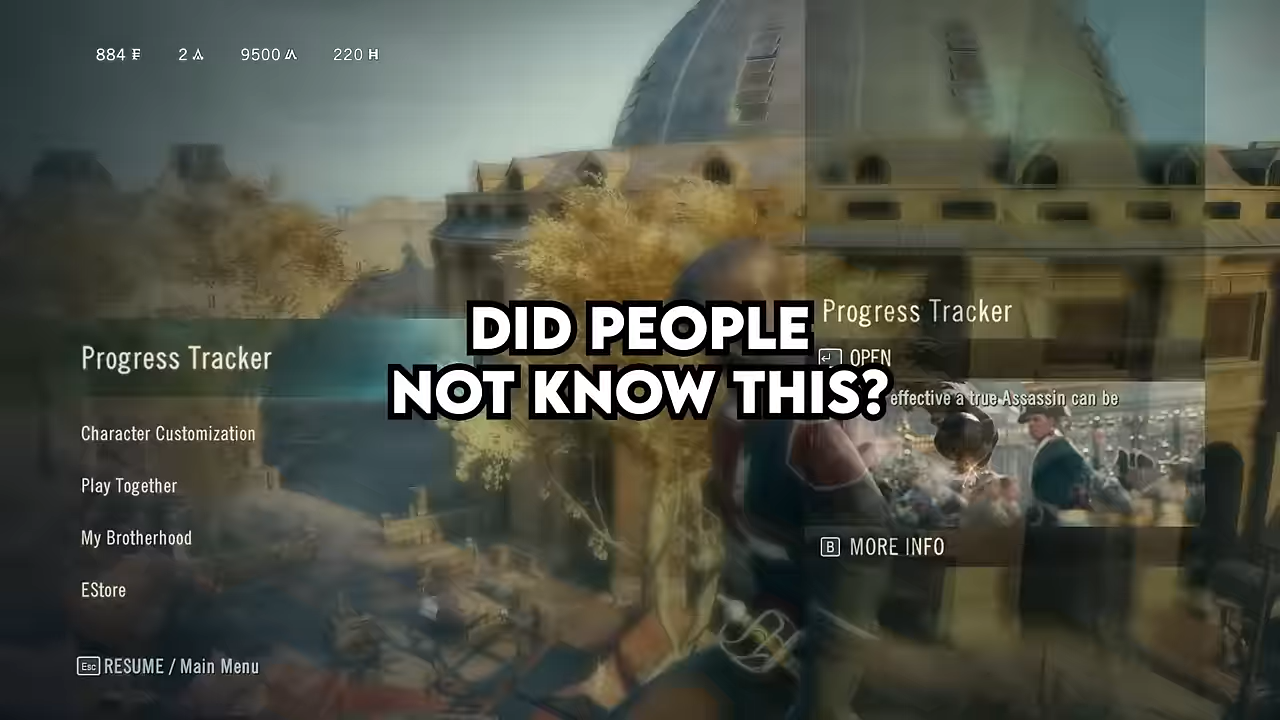 884 2 9500 220
DID PEOPLE
NOT KNOW THIS?
Progress Tracker
Character Customization
Play Together
My Brotherhood
EStore
Esc RESUME / Main Menu
Progress Tracker
OPEN
effective a true Assassin can be
B MORE INFO